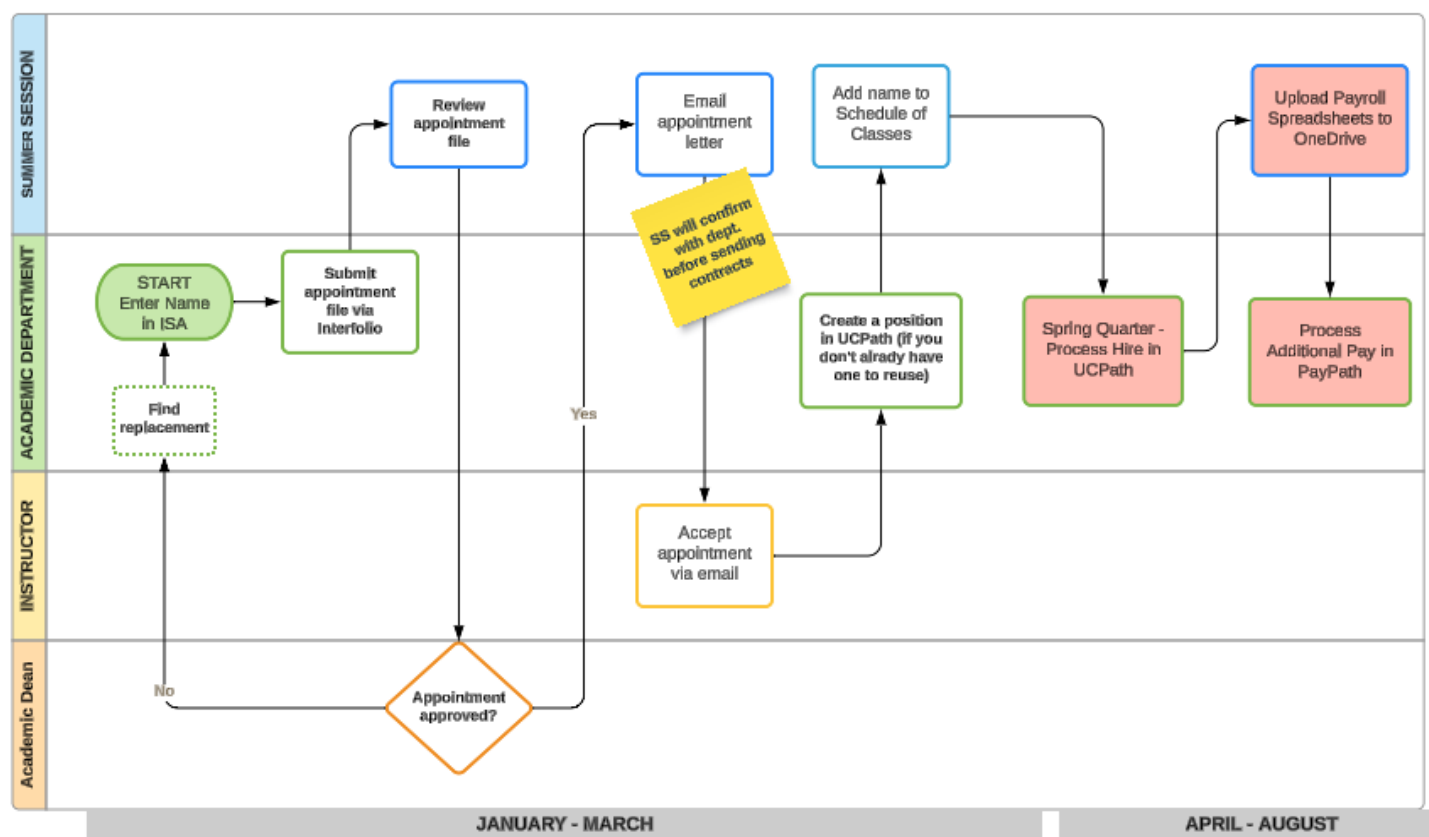 SUMMER SESSION
Review
appointment
file
Email
appointment
letter
Add name to
Schedule of
Classes
Upload Payroll
Spreadsheets to
OneDrive
SS will confirm
with dept.
before sending
contracts
ACADEMIC DEPARTMENT
START
Enter Name
in ISA
Submit
appointment
file via
Interfolio
Find
replacement
Yes
Create a position
in UCPath (if you
don't alrady have
one to reuse)
Spring Quarter -
Process Hire in
UCPath
Process
Additional Pay in
PayPath
INSTRUCTOR
Accept
appointment
via email
Academic Dean
No
Appointment
approved?
JANUARY - MARCH
APRIL - AUGUST